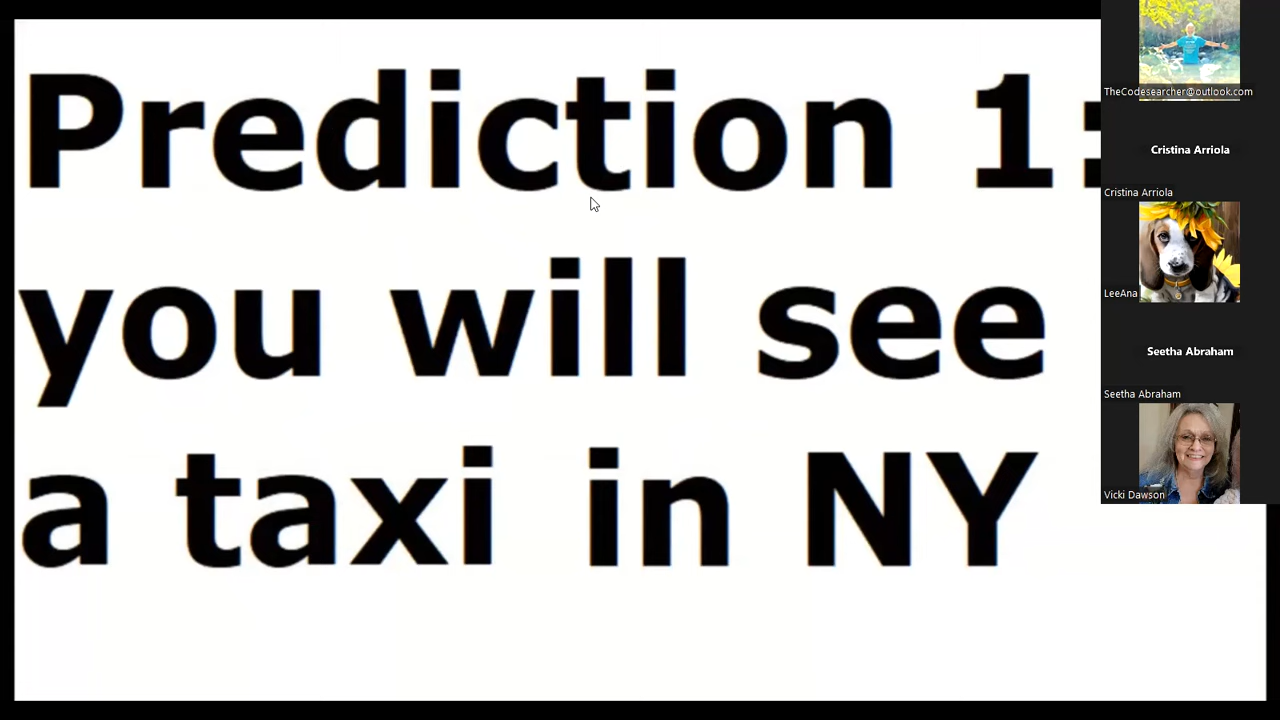 Prediction 1:
you will see
a taxi in NY
TheCodesearcher@outlook.com
Cristina Arriola
Cristina Arriola
LeeAna
Seetha Abraham
Seetha Abraham
Vicki Dawson